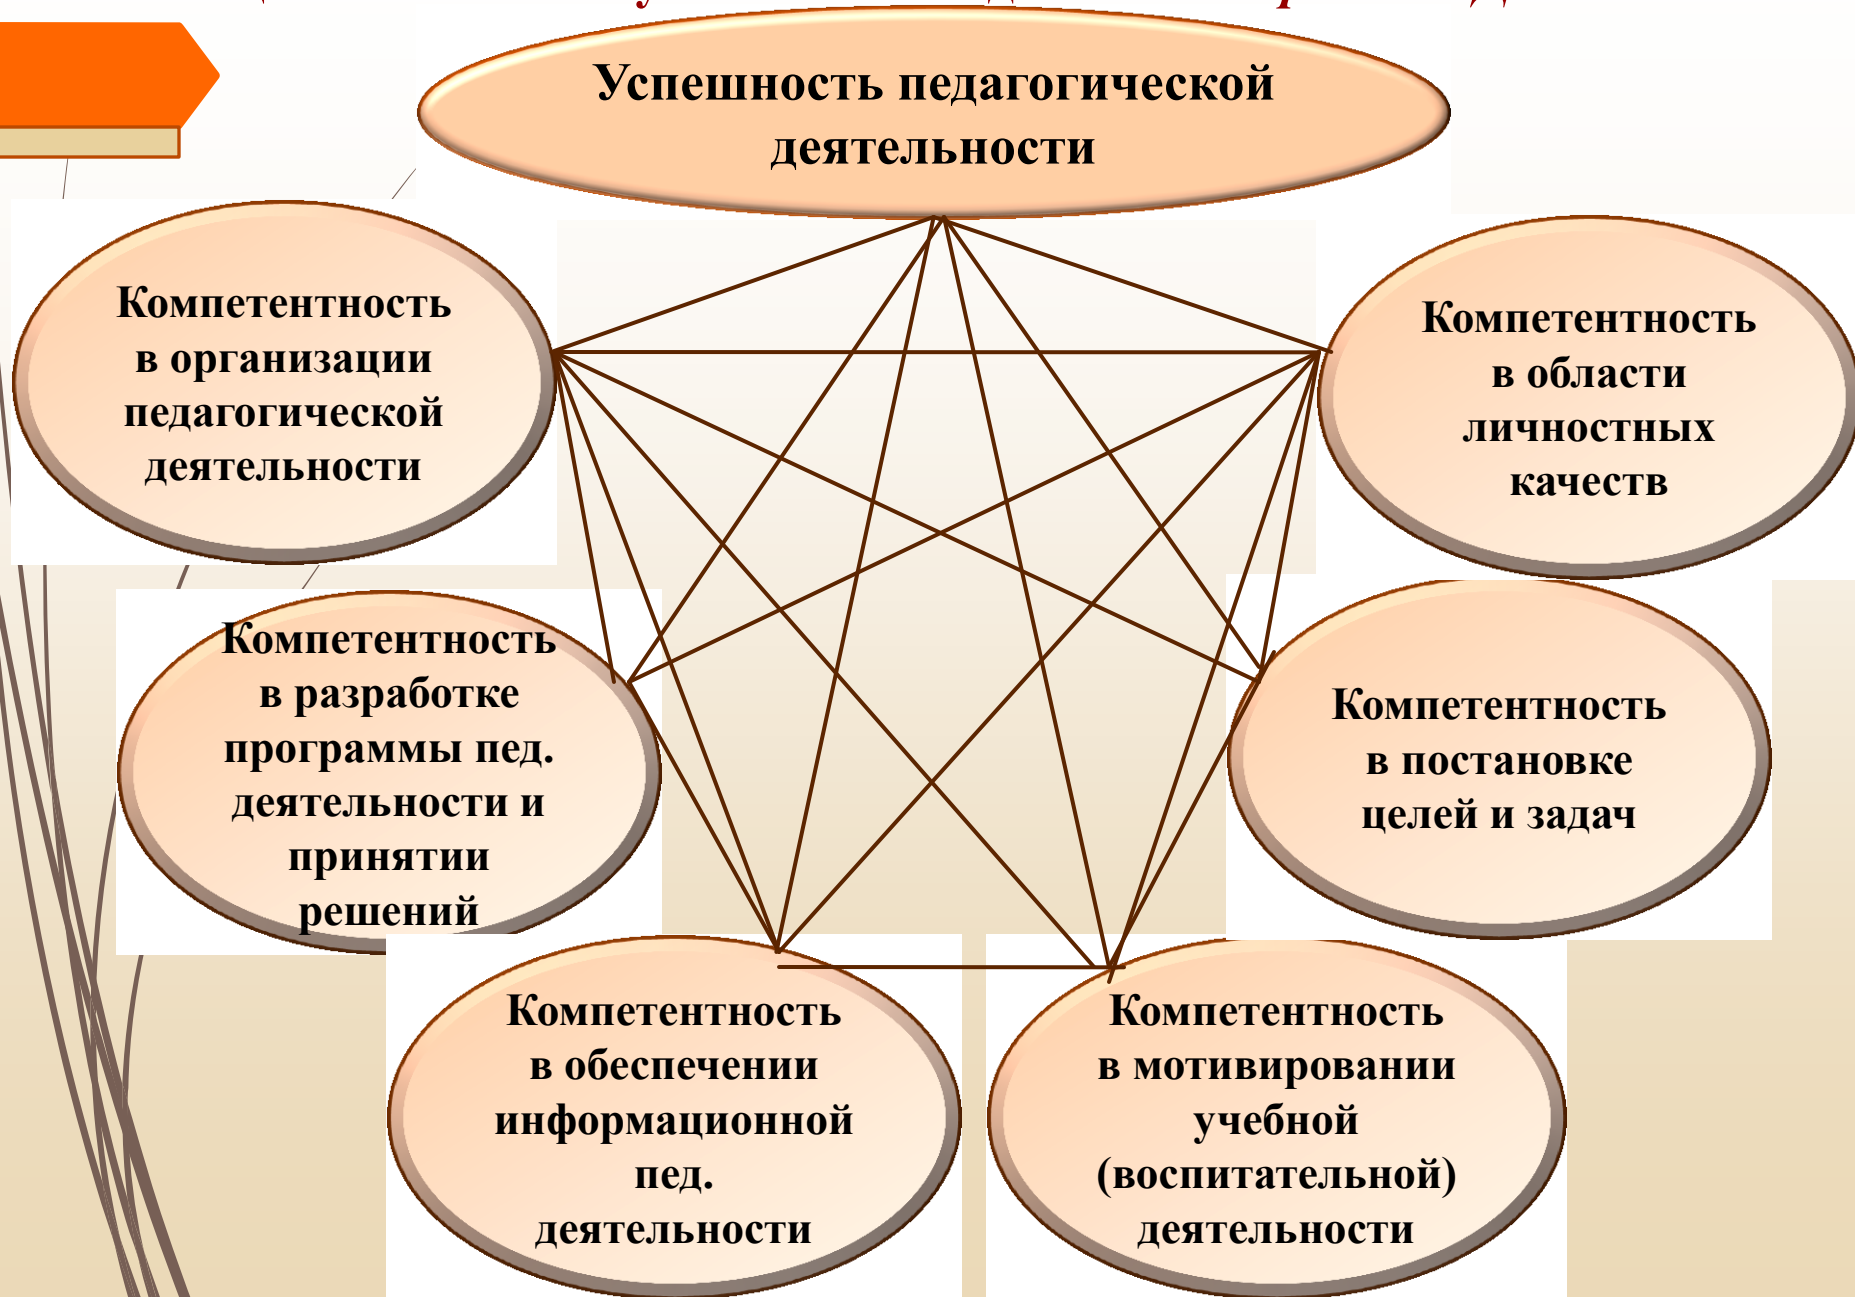 Успешность педагогической
деятельности
Компетентность
в организации
педагогической
деятельности
Компетентность
в области
личностных
качеств
Компетентность
в разработке
программы пед.
деятельности и
принятии
решений
Компетентность
в постановке
целей и задач
Компетентность
в обеспечении
информационной
пед.
деятельности
Компетентность
в мотивировании
учебной
(воспитательной)
деятельности